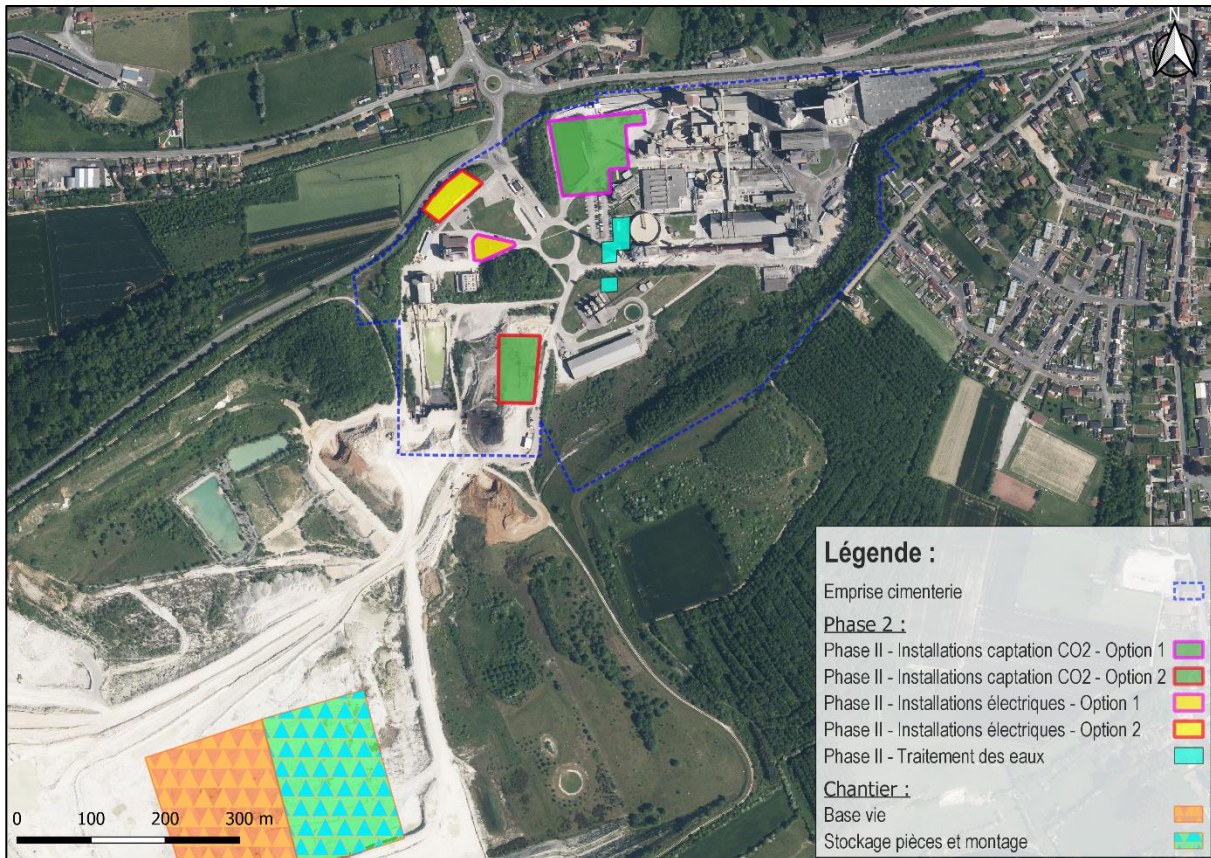 N
Légende :
Emprise cimenterie
Phase 2 :
Phase II - Installations captation CO2 - Option 1
Phase II - Installations captation CO2 - Option 2
Phase II - Installations électriques - Option 1
Phase II - Installations électriques - Option 2
Phase II - Traitement des eaux
Chantier :
Base vie
Stockage pièces et montage
0 100 200 300 m